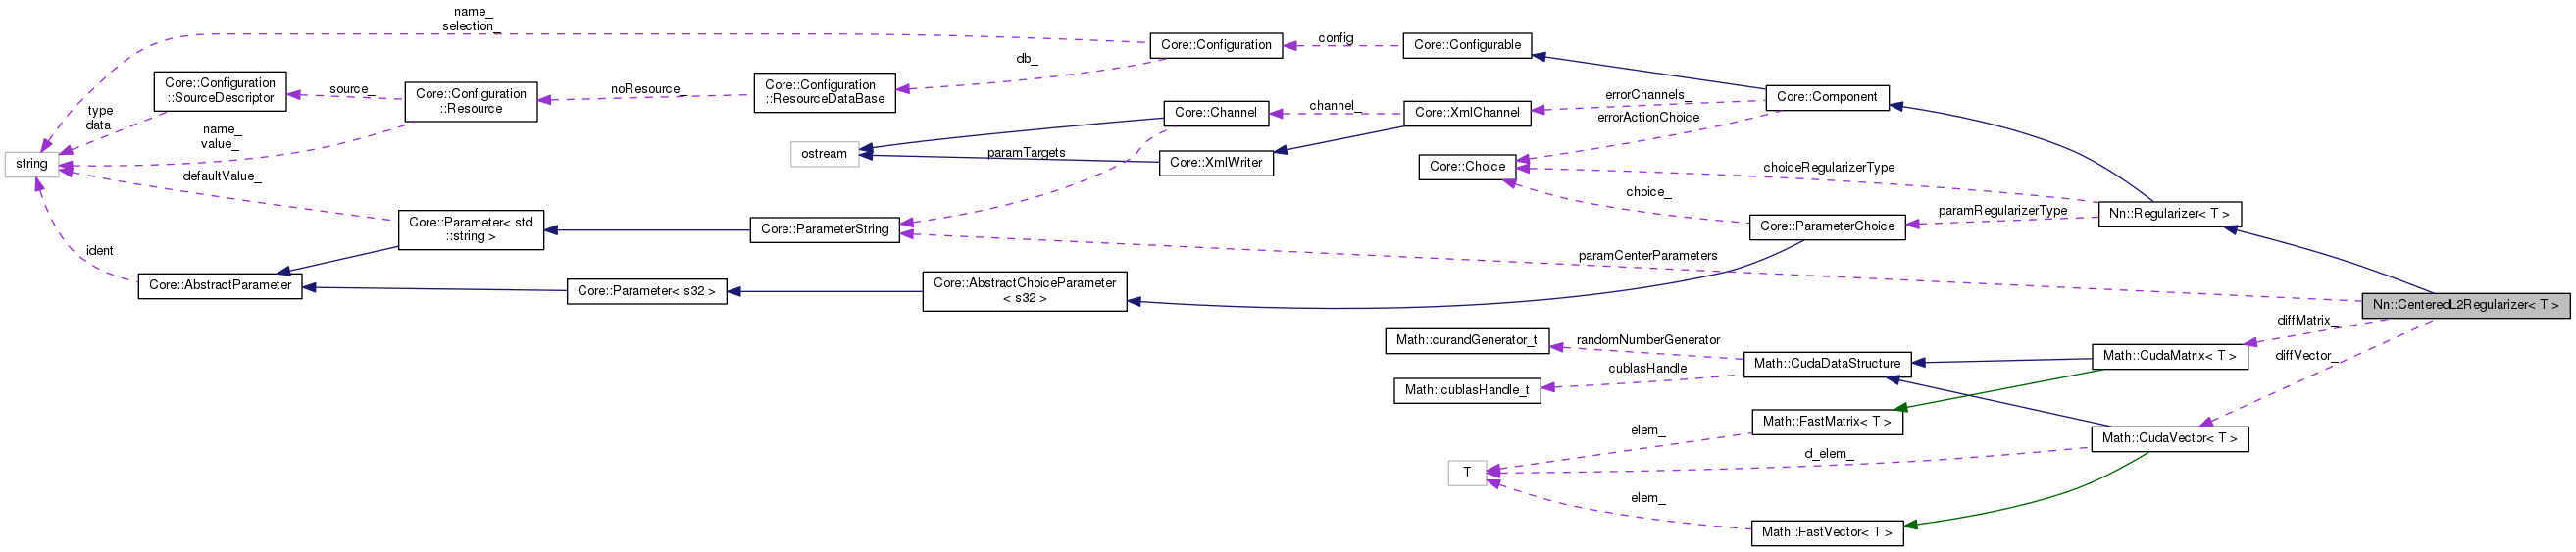 name_
selection_
Core::Configuration
config
Core::Configurable
db_
Core::Configuration
::SourceDescriptor
source_
Core::Configuration
::Resource
noResource_
Core::Configuration
::ResourceDataBase
type
data
name_
value_
string
defaultValue_
ident
Core::Channel
channel_
Core::XmlChannel
errorChannels_
errorActionChoice
Core::Component
ostream
paramTargets
Core::XmlWriter
Core::Choice
choiceRegularizerType
choice_
paramRegularizerType
Nn::Regularizer< T >
Core::Parameter< std
::string >
Core::ParameterString
Core::ParameterChoice
paramCenterParameters
Core::AbstractParameter
Core::Parameter< s32 >
Core::AbstractChoiceParameter
< s32 >
Nn::CenteredL2Regularizer< T >
diffMatrix_
diffVector_
Math::curandGenerator_t
randomNumberGenerator
cublasHandle
Math::CudaDataStructure
Math::CudaMatrix< T >
Math::cublasHandle_t
Math::FastMatrix< T >
elem_
Math::CudaVector< T >
d_elem_
T
elem_
Math::FastVector< T >